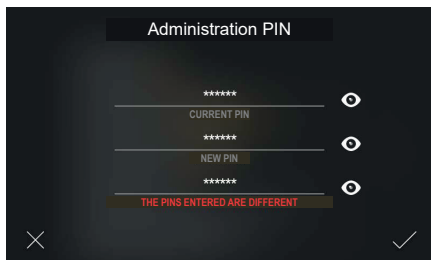 Administration PIN
******
CURRENT PIN
******
NEW PIN
******
THE PINS ENTERED ARE DIFFERENT